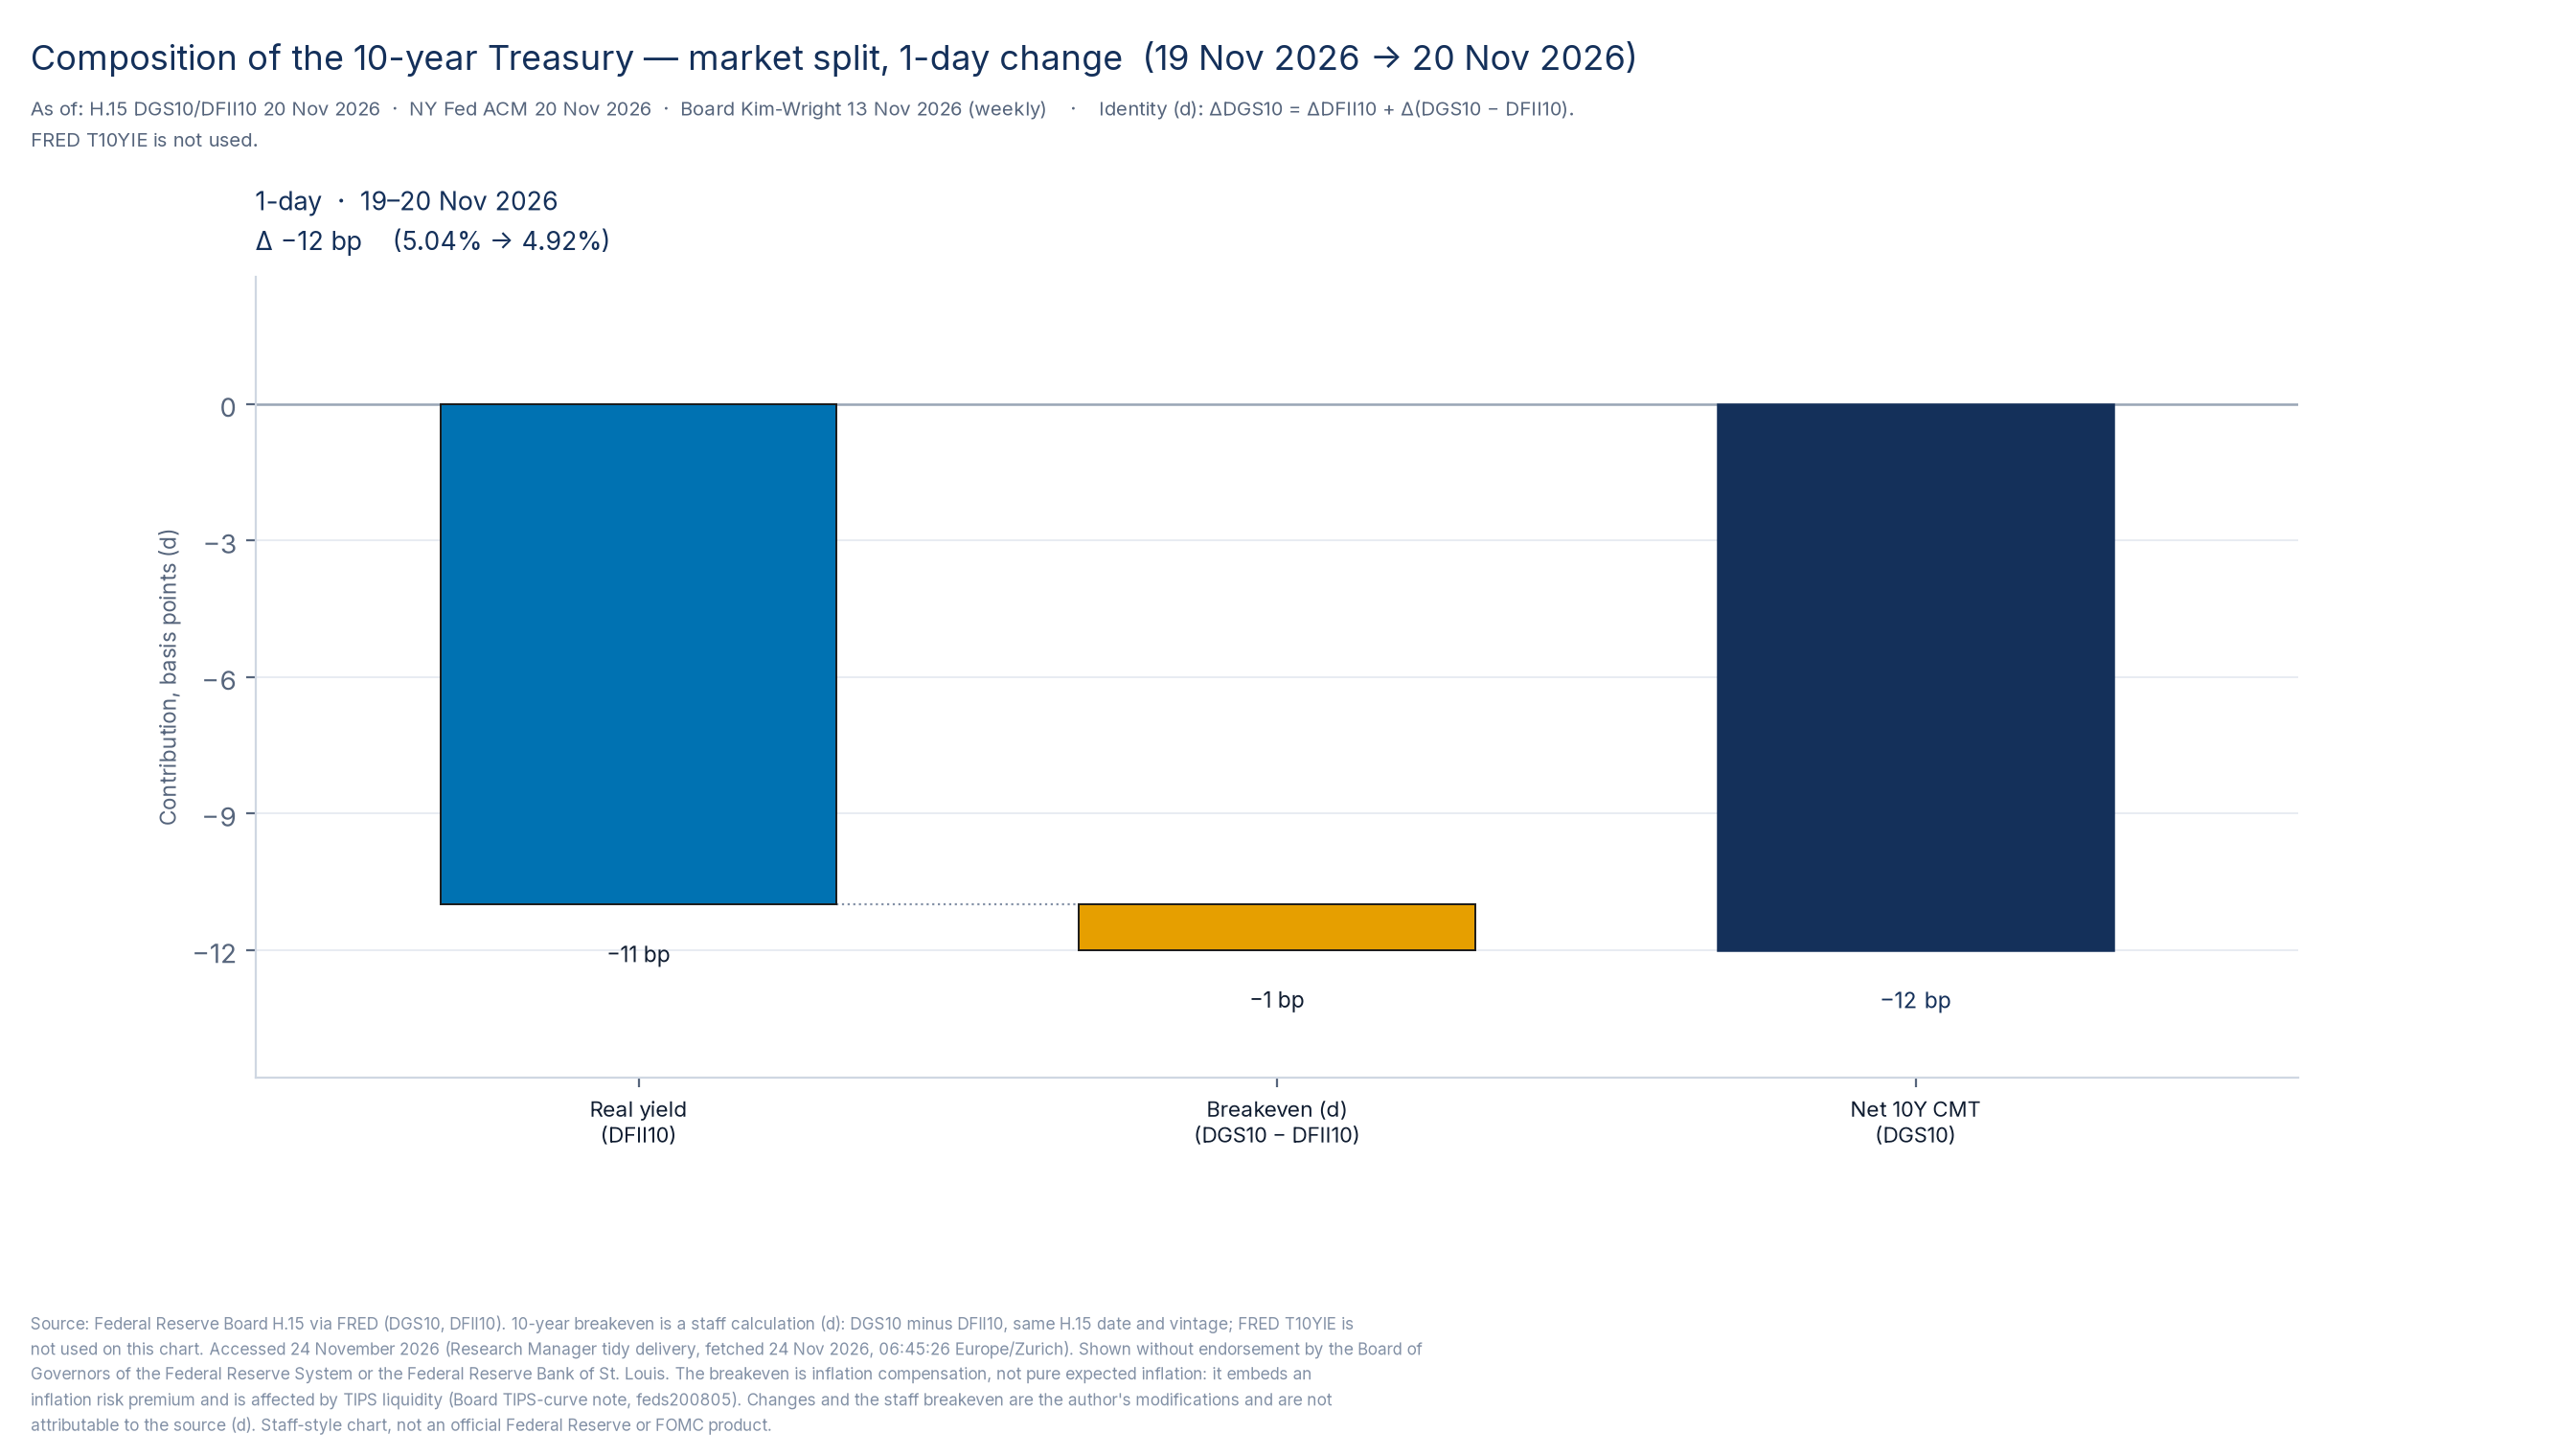 Composition of the 10-year Treasury — market split, 1-day change (19 Nov 2026 → 20 Nov 2026)
As of: H.15 DGS10/DFII10 20 Nov 2026 · NY Fed ACM 20 Nov 2026 · Board Kim-Wright 13 Nov 2026 (weekly) · Identity (d): ΔDGS10 = ΔDFII10 + Δ(DGS10 − DFII10).
FRED T10YIE is not used.
1-day · 19–20 Nov 2026
Δ −12 bp (5.04% → 4.92%)
Contribution, basis points (d)
0
−3
−6
−9
−12
−11 bp
−1 bp
−12 bp
Real yield
(DFII10)
Breakeven (d)
(DGS10 − DFII10)
Net 10Y CMT
(DGS10)
Source: Federal Reserve Board H.15 via FRED (DGS10, DFII10). 10-year breakeven is a staff calculation (d): DGS10 minus DFII10, same H.15 date and vintage; FRED T10YIE is
not used on this chart. Accessed 24 November 2026 (Research Manager tidy delivery, fetched 24 Nov 2026, 06:45:26 Europe/Zurich). Shown without endorsement by the Board of
Governors of the Federal Reserve System or the Federal Reserve Bank of St. Louis. The breakeven is inflation compensation, not pure expected inflation: it embeds an
inflation risk premium and is affected by TIPS liquidity (Board TIPS-curve note, feds200805). Changes and the staff breakeven are the author's modifications and are not
attributable to the source (d). Staff-style chart, not an official Federal Reserve or FOMC product.